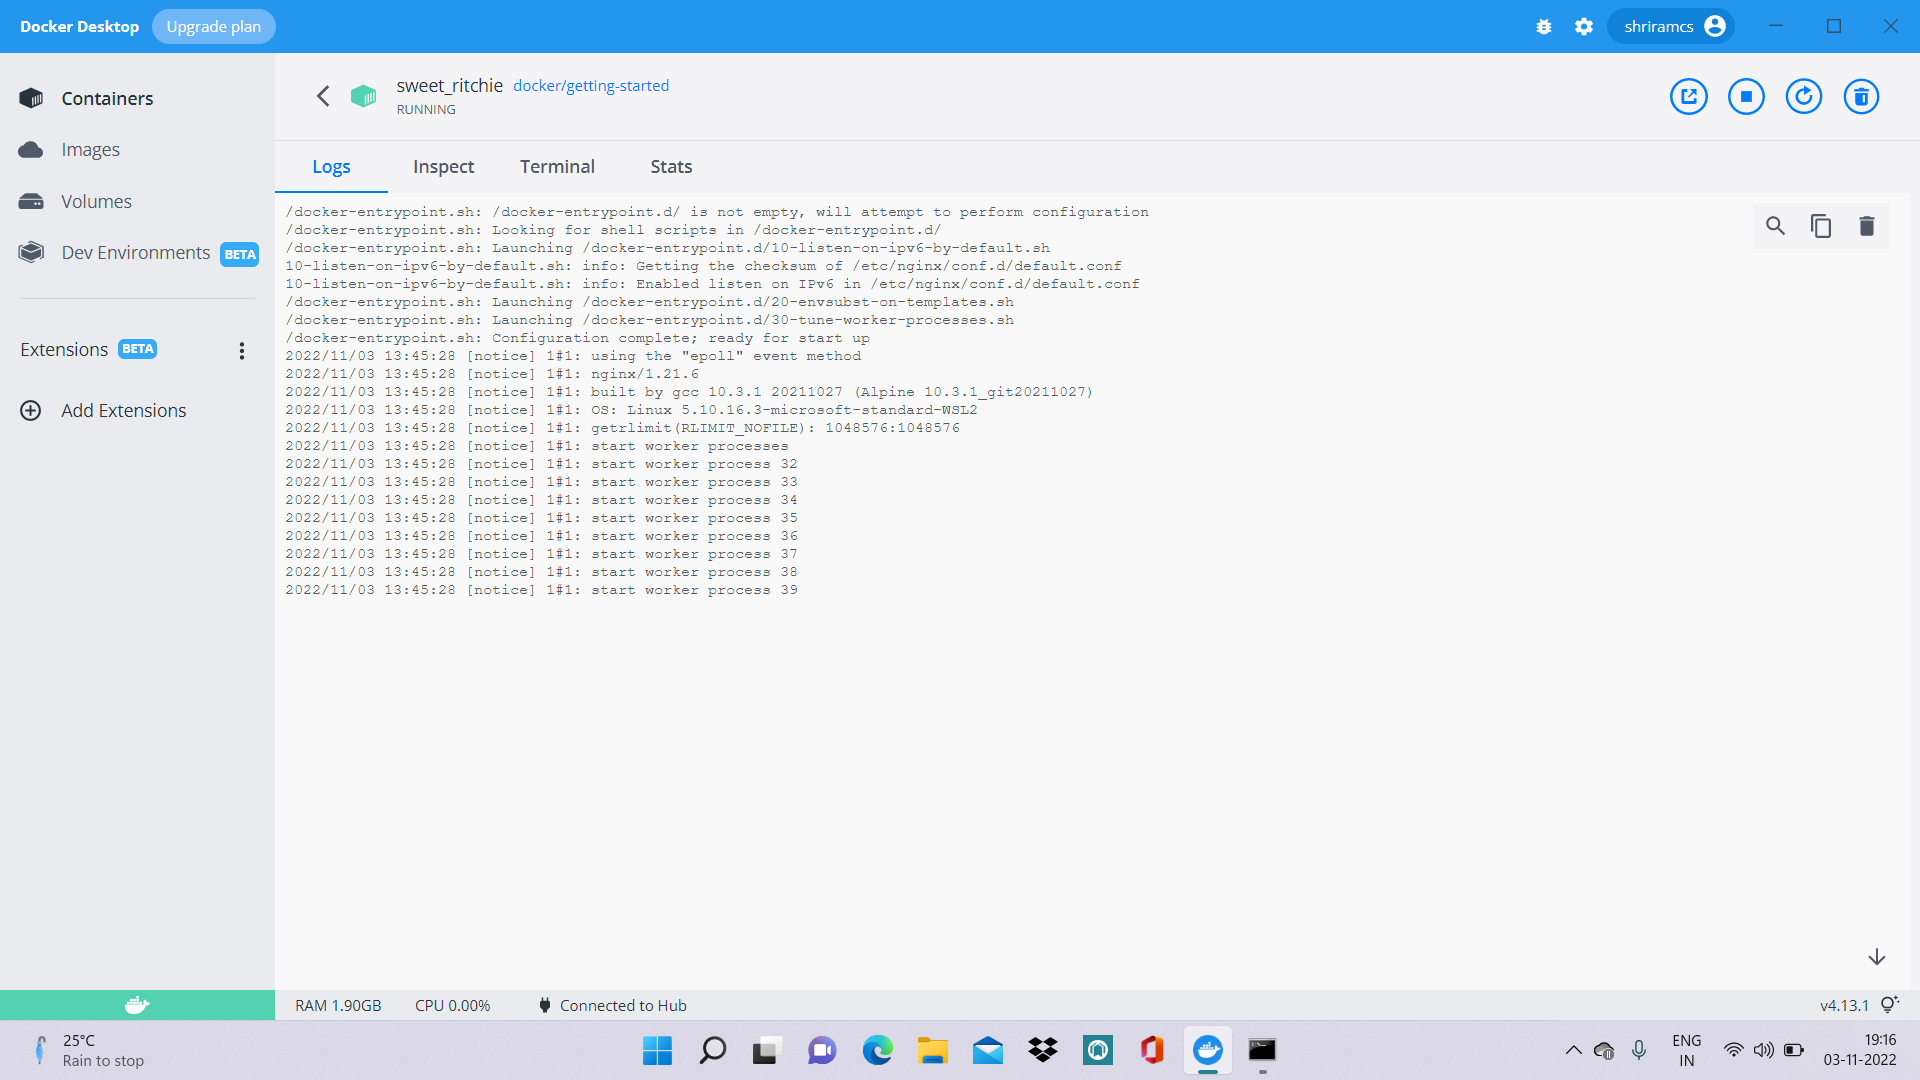 Docker Desktop Upgrade plan shriramcs
Containers
Images
Volumes
Dev Environments BETA
Extensions BETA
Add Extensions
sweet_ritchie docker/getting-started
RUNNING
Logs Inspect Terminal Stats
/docker-entrypoint.sh: /docker-entrypoint.d/ is not empty, will attempt to perform configuration
/docker-entrypoint.sh: Looking for shell scripts in /docker-entrypoint.d/
/docker-entrypoint.sh: Launching /docker-entrypoint.d/10-listen-on-ipv6-by-default.sh
10-listen-on-ipv6-by-default.sh: info: Getting the checksum of /etc/nginx/conf.d/default.conf
10-listen-on-ipv6-by-default.sh: info: Enabled listen on IPv6 in /etc/nginx/conf.d/default.conf
/docker-entrypoint.sh: Launching /docker-entrypoint.d/20-envsubst-on-templates.sh
/docker-entrypoint.sh: Launching /docker-entrypoint.d/30-tune-worker-processes.sh
/docker-entrypoint.sh: Configuration complete; ready for start up
2022/11/03 13:45:28 [notice] 1#1: using the "epoll" event method
2022/11/03 13:45:28 [notice] 1#1: nginx/1.21.6
2022/11/03 13:45:28 [notice] 1#1: built by gcc 10.3.1 20211027 (Alpine 10.3.1_git20211027)
2022/11/03 13:45:28 [notice] 1#1: OS: Linux 5.10.16.3-microsoft-standard-WSL2
2022/11/03 13:45:28 [notice] 1#1: getrlimit(RLIMIT_NOFILE): 1048576:1048576
2022/11/03 13:45:28 [notice] 1#1: start worker processes
2022/11/03 13:45:28 [notice] 1#1: start worker process 32
2022/11/03 13:45:28 [notice] 1#1: start worker process 33
2022/11/03 13:45:28 [notice] 1#1: start worker process 34
2022/11/03 13:45:28 [notice] 1#1: start worker process 35
2022/11/03 13:45:28 [notice] 1#1: start worker process 36
2022/11/03 13:45:28 [notice] 1#1: start worker process 37
2022/11/03 13:45:28 [notice] 1#1: start worker process 38
2022/11/03 13:45:28 [notice] 1#1: start worker process 39
RAM 1.90GB CPU 0.00% Connected to Hub v4.13.1
25°C
Rain to stop
ENG
IN
19:16
03-11-2022